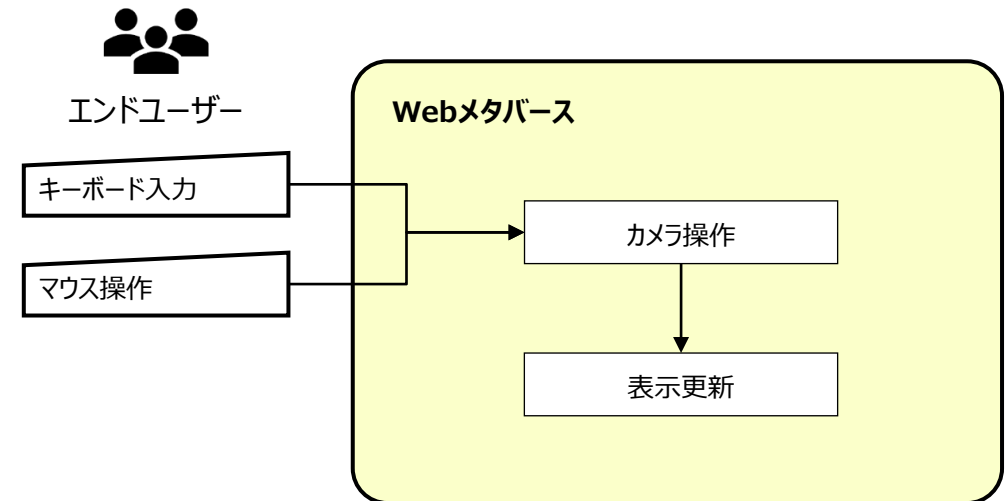 エンドユーザー
Webメタバース
キーボード入力
カメラ操作
マウス操作
表示更新